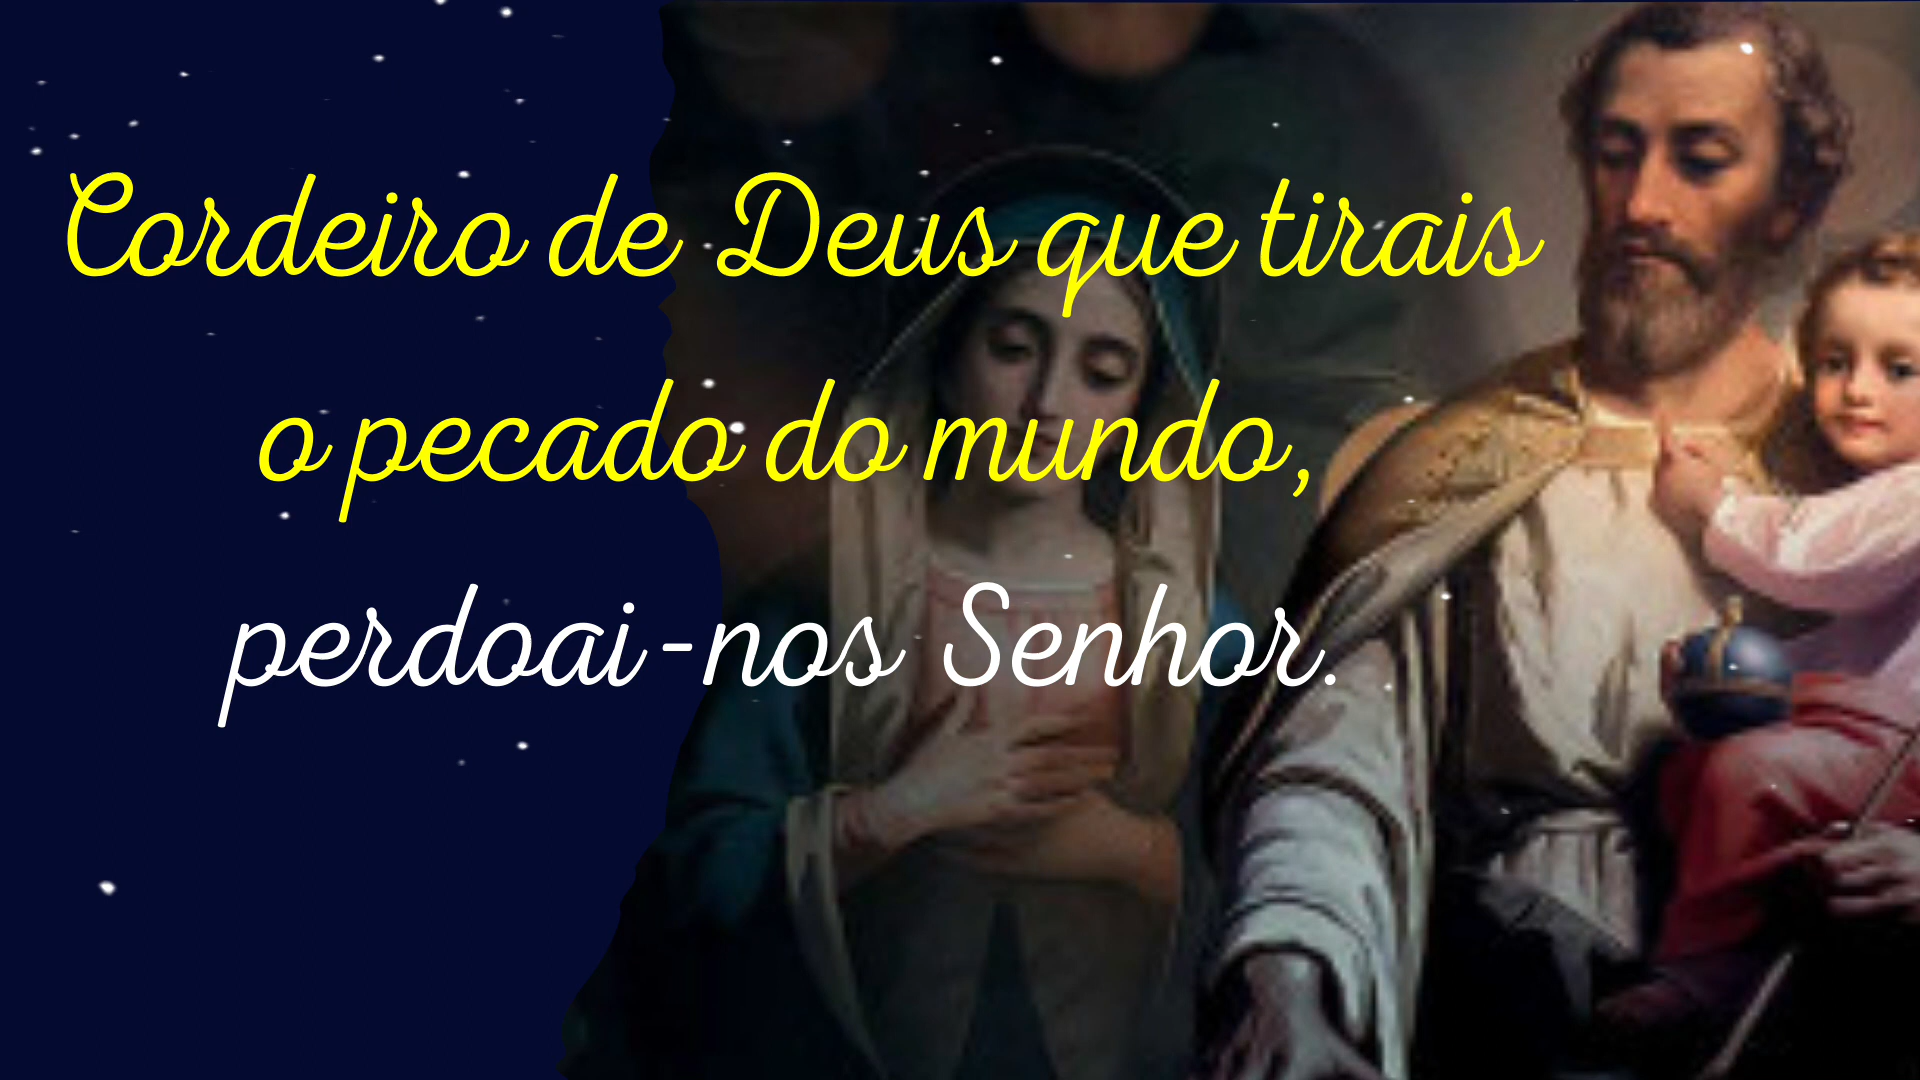 Cordeiro de Deus que tirais
o pecado do mundo,
perdoai-nos Senhor.